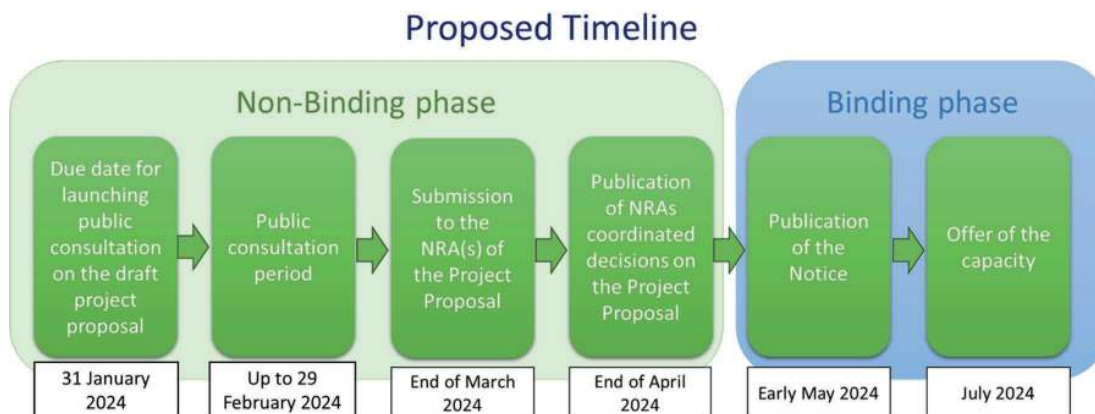 Proposed Timeline
Non-Binding phase
Binding phase
Due date for
launching
public
consultation
on the draft
project
proposal
Public
consultation
period
Submission
to the
NRA(s) of
the Project
Proposal
Publication
of NRAs
coordinated
decisions on
the Project
Proposal
Publication
of the
Notice
Offer of the
capacity
31 January
2024
Up to 29
February 2024
End of March
2024
End of April
2024
Early May 2024
July 2024